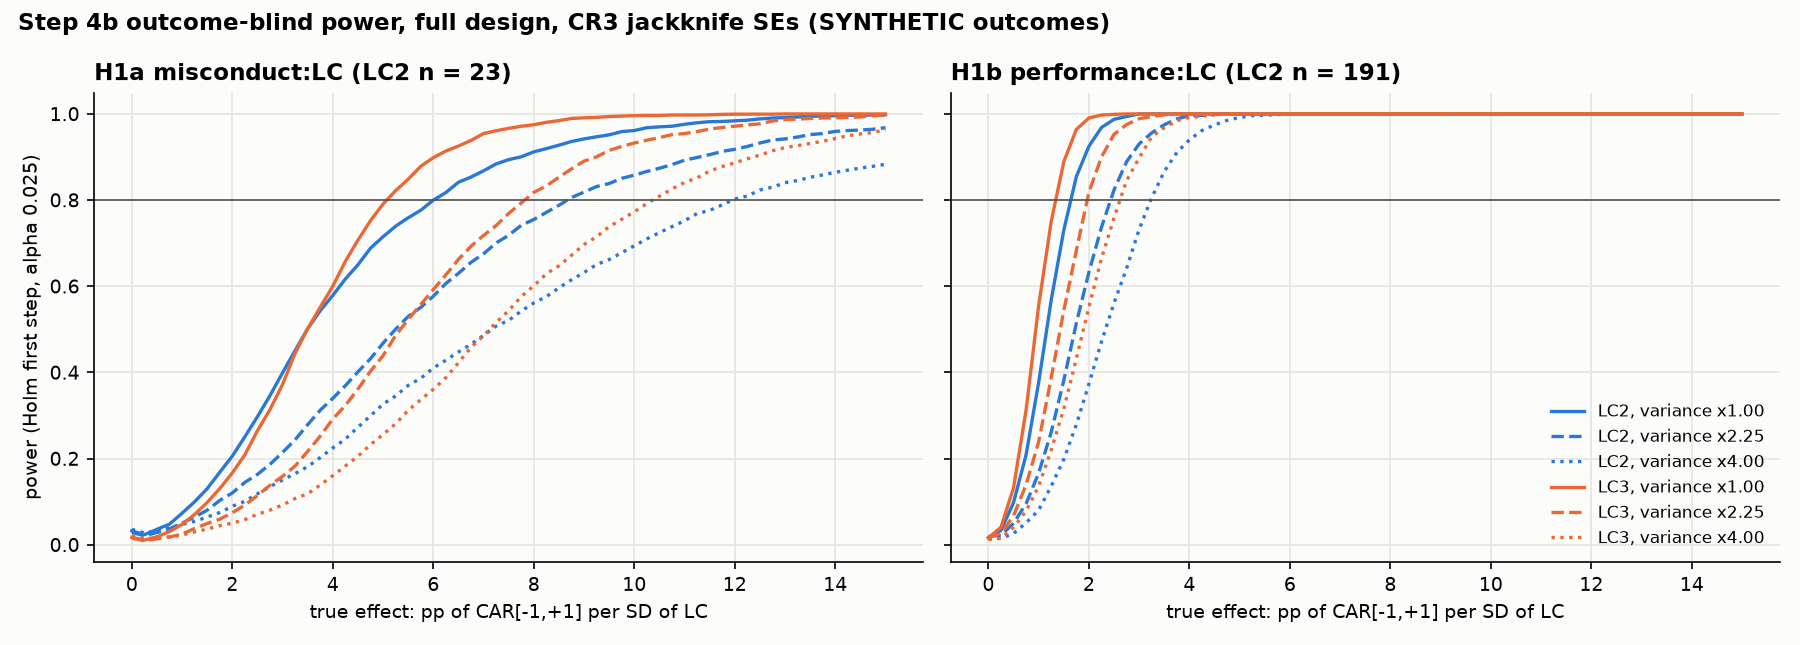 Step 4b outcome-blind power, full design, CR3 jackknife SEs (SYNTHETIC outcomes)
H1a misconduct:LC (LC2 n = 23)
power (Holm first step, alpha 0.025)
1.0
0.8
0.6
0.4
0.2
0.0
0 2 4 6 8 10 12 14
true effect: pp of CAR[-1,+1] per SD of LC
H1b performance:LC (LC2 n = 191)
LC2, variance x1.00
LC2, variance x2.25
LC2, variance x4.00
LC3, variance x1.00
LC3, variance x2.25
LC3, variance x4.00
0 2 4 6 8 10 12 14
true effect: pp of CAR[-1,+1] per SD of LC